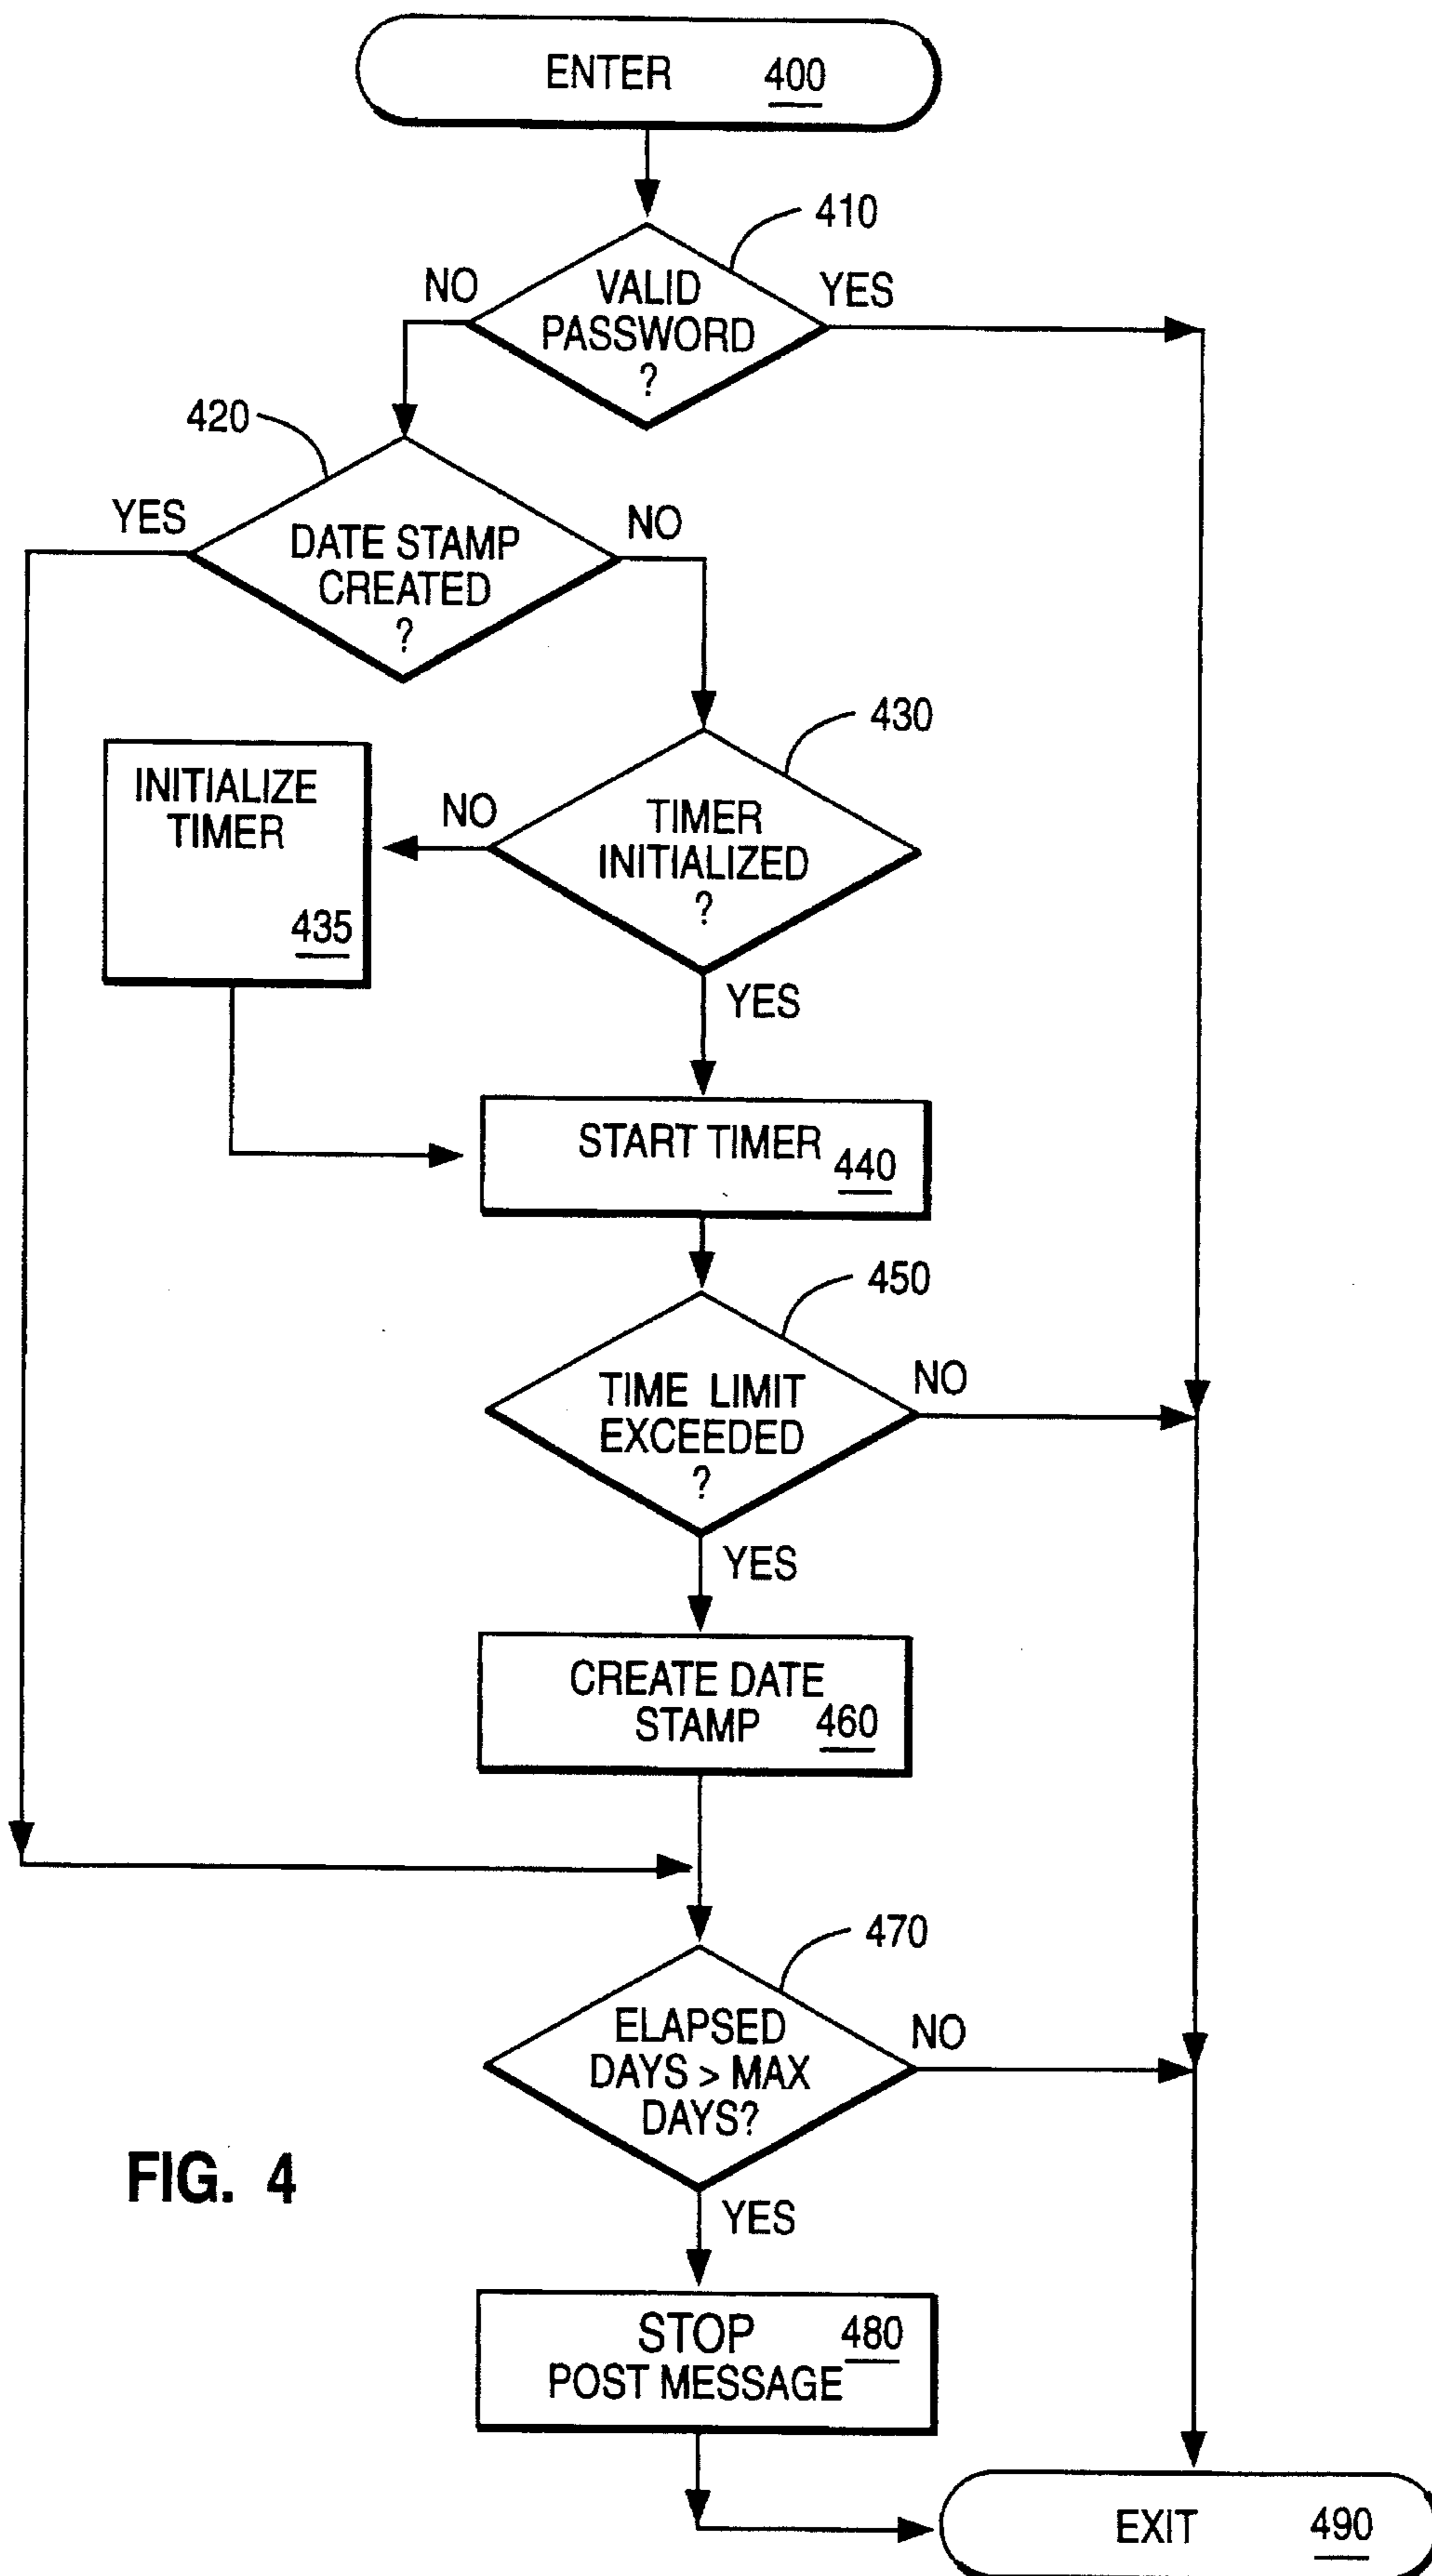 ENTER 400
410
NO
VALID
PASSWORD
?
YES
420
YES
DATE STAMP
CREATED
?
NO
430
INITIALIZE
TIMER
435
NO
TIMER
INITIALIZED
?
YES
START TIMER 440
450
TIME LIMIT
EXCEEDED
?
NO
YES
CREATE DATE
STAMP 460
470
ELAPSED
DAYS > MAX
DAYS?
NO
YES
FIG. 4
STOP 480
POST MESSAGE
EXIT 490